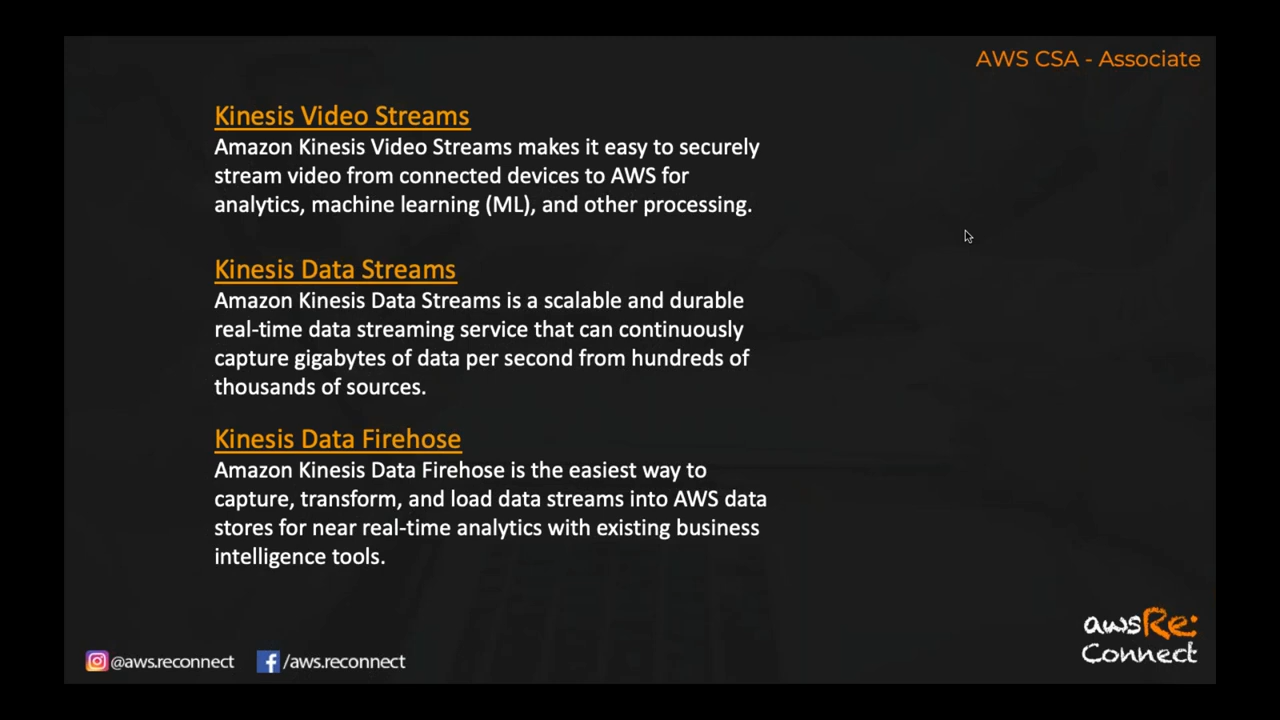 AWS CSA - Associate
Kinesis Video Streams
Amazon Kinesis Video Streams makes it easy to securely
stream video from connected devices to AWS for
analytics, machine learning (ML), and other processing.
Kinesis Data Streams
Amazon Kinesis Data Streams is a scalable and durable
real-time data streaming service that can continuously
capture gigabytes of data per second from hundreds of
thousands of sources.
Kinesis Data Firehose
Amazon Kinesis Data Firehose is the easiest way to
capture, transform, and load data streams into AWS data
stores for near real-time analytics with existing business
intelligence tools.
@aws.reconnect
/aws.reconnect
awsRe:
Connect